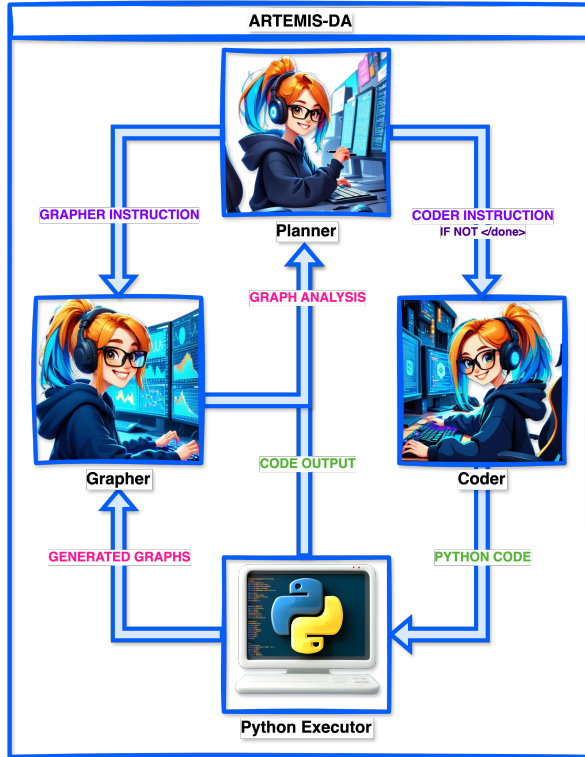 ARTEMIS-DA
GRAPHER INSTRUCTION
CODER INSTRUCTION
IF NOT </done>
Planner
GRAPH ANALYSIS
Grapher
CODE OUTPUT
Coder
GENERATED GRAPHS
PYTHON CODE
Python Executor